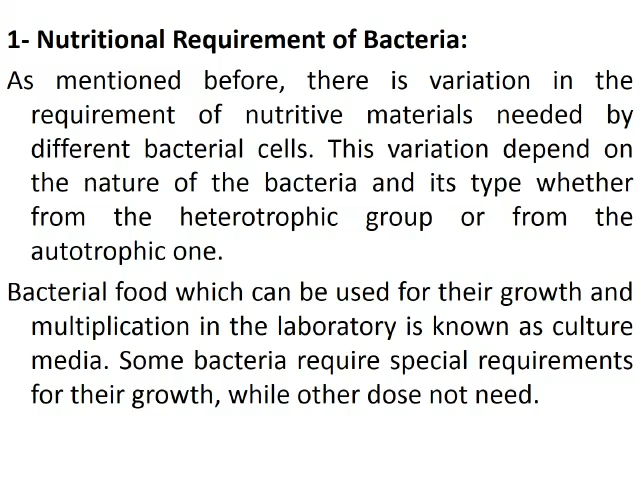 1- Nutritional Requirement of Bacteria:
As mentioned before, there is variation in the
requirement of nutritive materials needed by
different bacterial cells. This variation depend on
the nature of the bacteria and its type whether
from the heterotrophic group or from the
autotrophic one.
Bacterial food which can be used for their growth and
multiplication in the laboratory is known as culture
media. Some bacteria require special requirements
for their growth, while other dose not need.